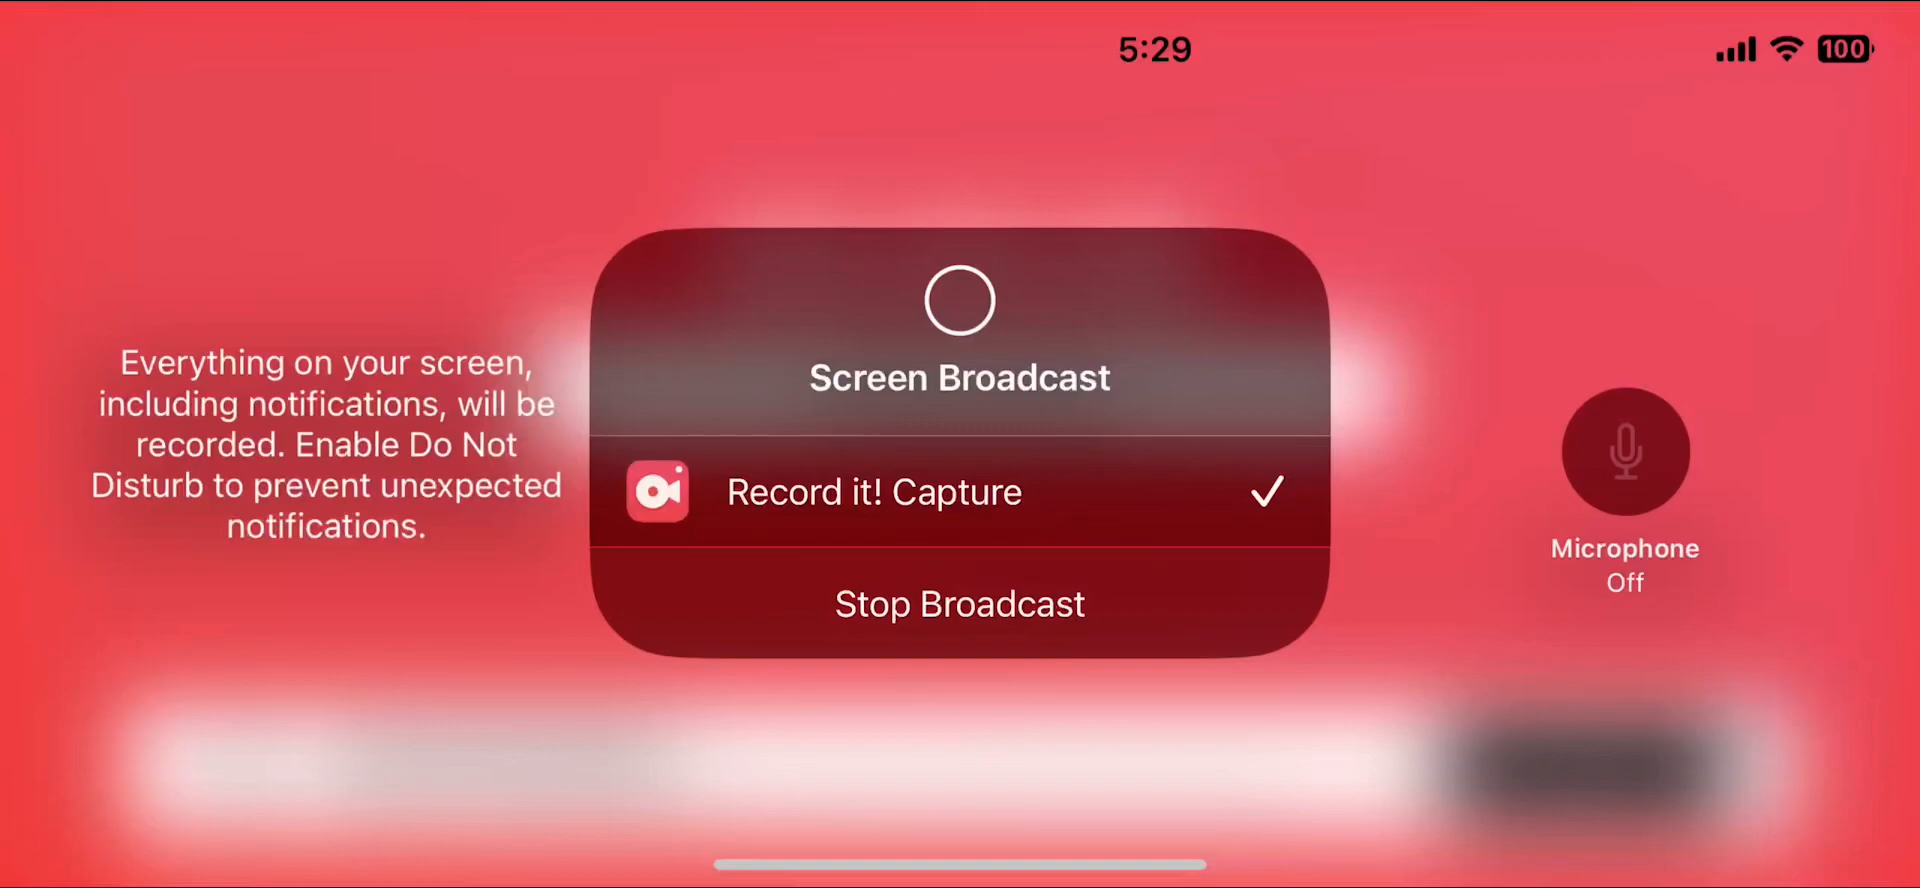 5:29
100
Everything on your screen,
including notifications, will be
recorded. Enable Do Not
Disturb to prevent unexpected
notifications.
Screen Broadcast
Record it! Capture
Stop Broadcast
Microphone
Off